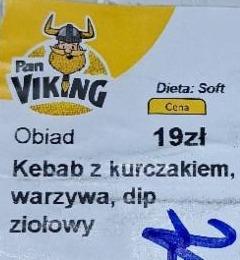 Pan
VIKING
Dieta: Soft
Cena
Obiad 19zł
Kebab z kurczakiem,
warzywa, dip
ziołowy